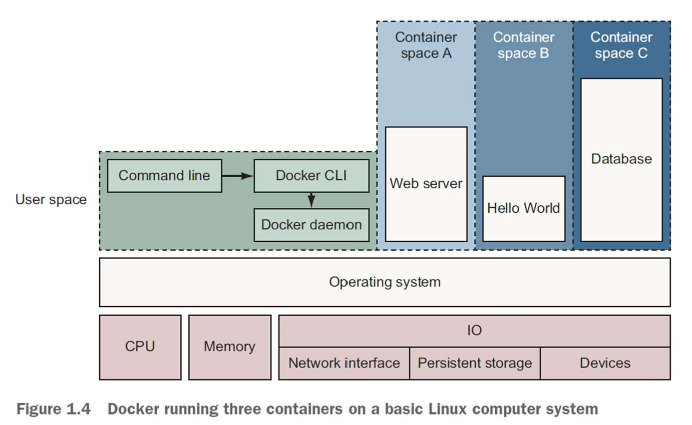 Container
space A
Container
space B
Container
space C
Database
Command line
Docker CLI
Web server
User space
Hello World
Docker daemon
Operating system
CPU
Memory
IO
Network interface
Persistent storage
Devices
Figure 1.4 Docker running three containers on a basic Linux computer system